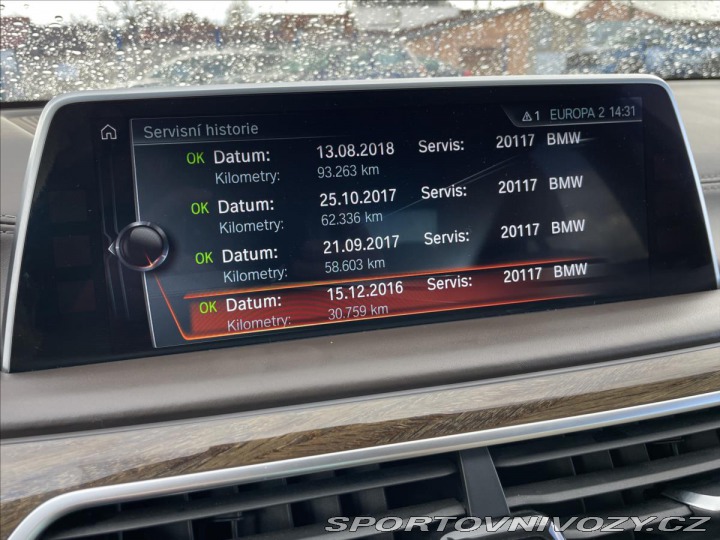 Servisní historie
⚠1 EUROPA 2 14:31
OK Datum: 13.08.2018 Servis: 20117 BMW
Kilometry: 93.263 km
OK Datum: 25.10.2017 Servis: 20117 BMW
Kilometry: 62.336 km
OK Datum: 21.09.2017 Servis: 20117 BMW
Kilometry: 58.603 km
OK Datum: 15.12.2016 Servis: 20117 BMW
Kilometry: 30.759 km
SPORTOVNIVOZY.CZ